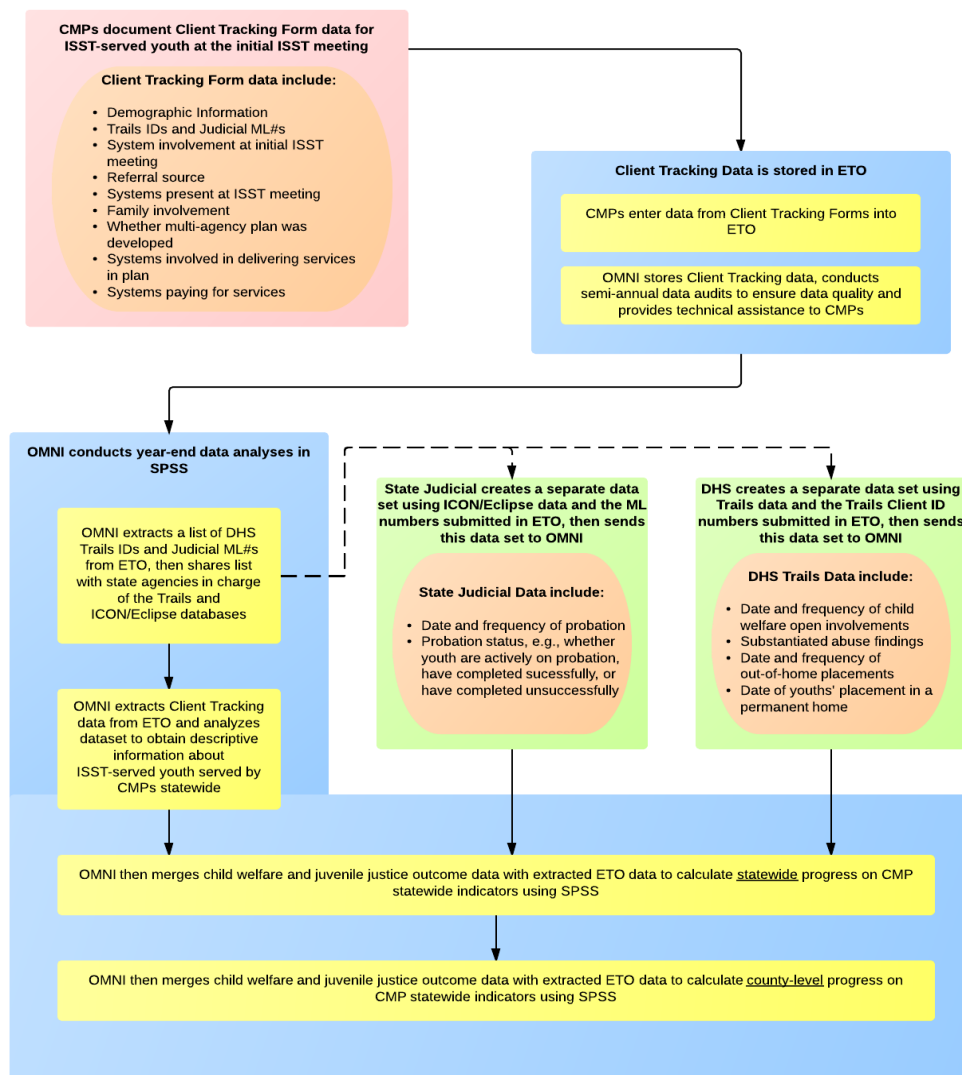 CMPs document Client Tracking Form data for
ISST-served youth at the initial ISST meeting
Client Tracking Form data include:
• Demographic Information
• Trails IDs and Judicial ML#s
• System involvement at initial ISST
meeting
• Referral source
• Systems present at ISST meeting
• Family involvement
• Whether multi-agency plan was
developed
• Systems involved in delivering services
in plan
• Systems paying for services
Client Tracking Data is stored in ETO
CMPs enter data from Client Tracking Forms into
ETO
OMNI stores Client Tracking data, conducts
semi-annual data audits to ensure data quality and
provides technical assistance to CMPs
OMNI conducts year-end data analyses in
SPSS
OMNI extracts a list of DHS
Trails IDs and Judicial ML#s
from ETO, then shares list
with state agencies in charge
of the Trails and
ICON/Eclipse databases
OMNI extracts Client Tracking
data from ETO and analyzes
dataset to obtain descriptive
information about
ISST-served youth served by
CMPs statewide
State Judicial creates a separate data
set using ICON/Eclipse data and the ML
numbers submitted in ETO, then sends
this data set to OMNI
State Judicial Data include:
• Date and frequency of probation
• Probation status, e.g., whether
youth are actively on probation,
have completed sucessfully, or
have completed unsuccessfully
DHS creates a separate data set using
Trails data and the Trails Client ID
numbers submitted in ETO, then sends
this data set to OMNI
DHS Trails Data include:
• Date and frequency of child
welfare open involvements
• Substantiated abuse findings
• Date and frequency of
out-of-home placements
• Date of youths' placement in a
permanent home
OMNI then merges child welfare and juvenile justice outcome data with extracted ETO data to calculate statewide progress on CMP
statewide indicators using SPSS
OMNI then merges child welfare and juvenile justice outcome data with extracted ETO data to calculate county-level progress on
CMP statewide indicators using SPSS